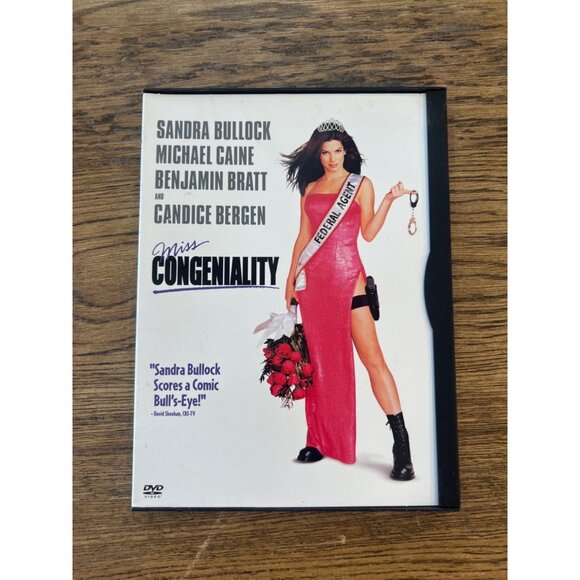 SANDRA BULLOCK
MICHAEL CAINE
BENJAMIN BRATT
AND
CANDICE BERGEN
Miss
CONGENIALITY
FEDERAL AGENT
"Sandra Bullock
Scores a Comic
Bull's-Eye!"
- David Sheehan, CBS-TV
DVD
VIDEO